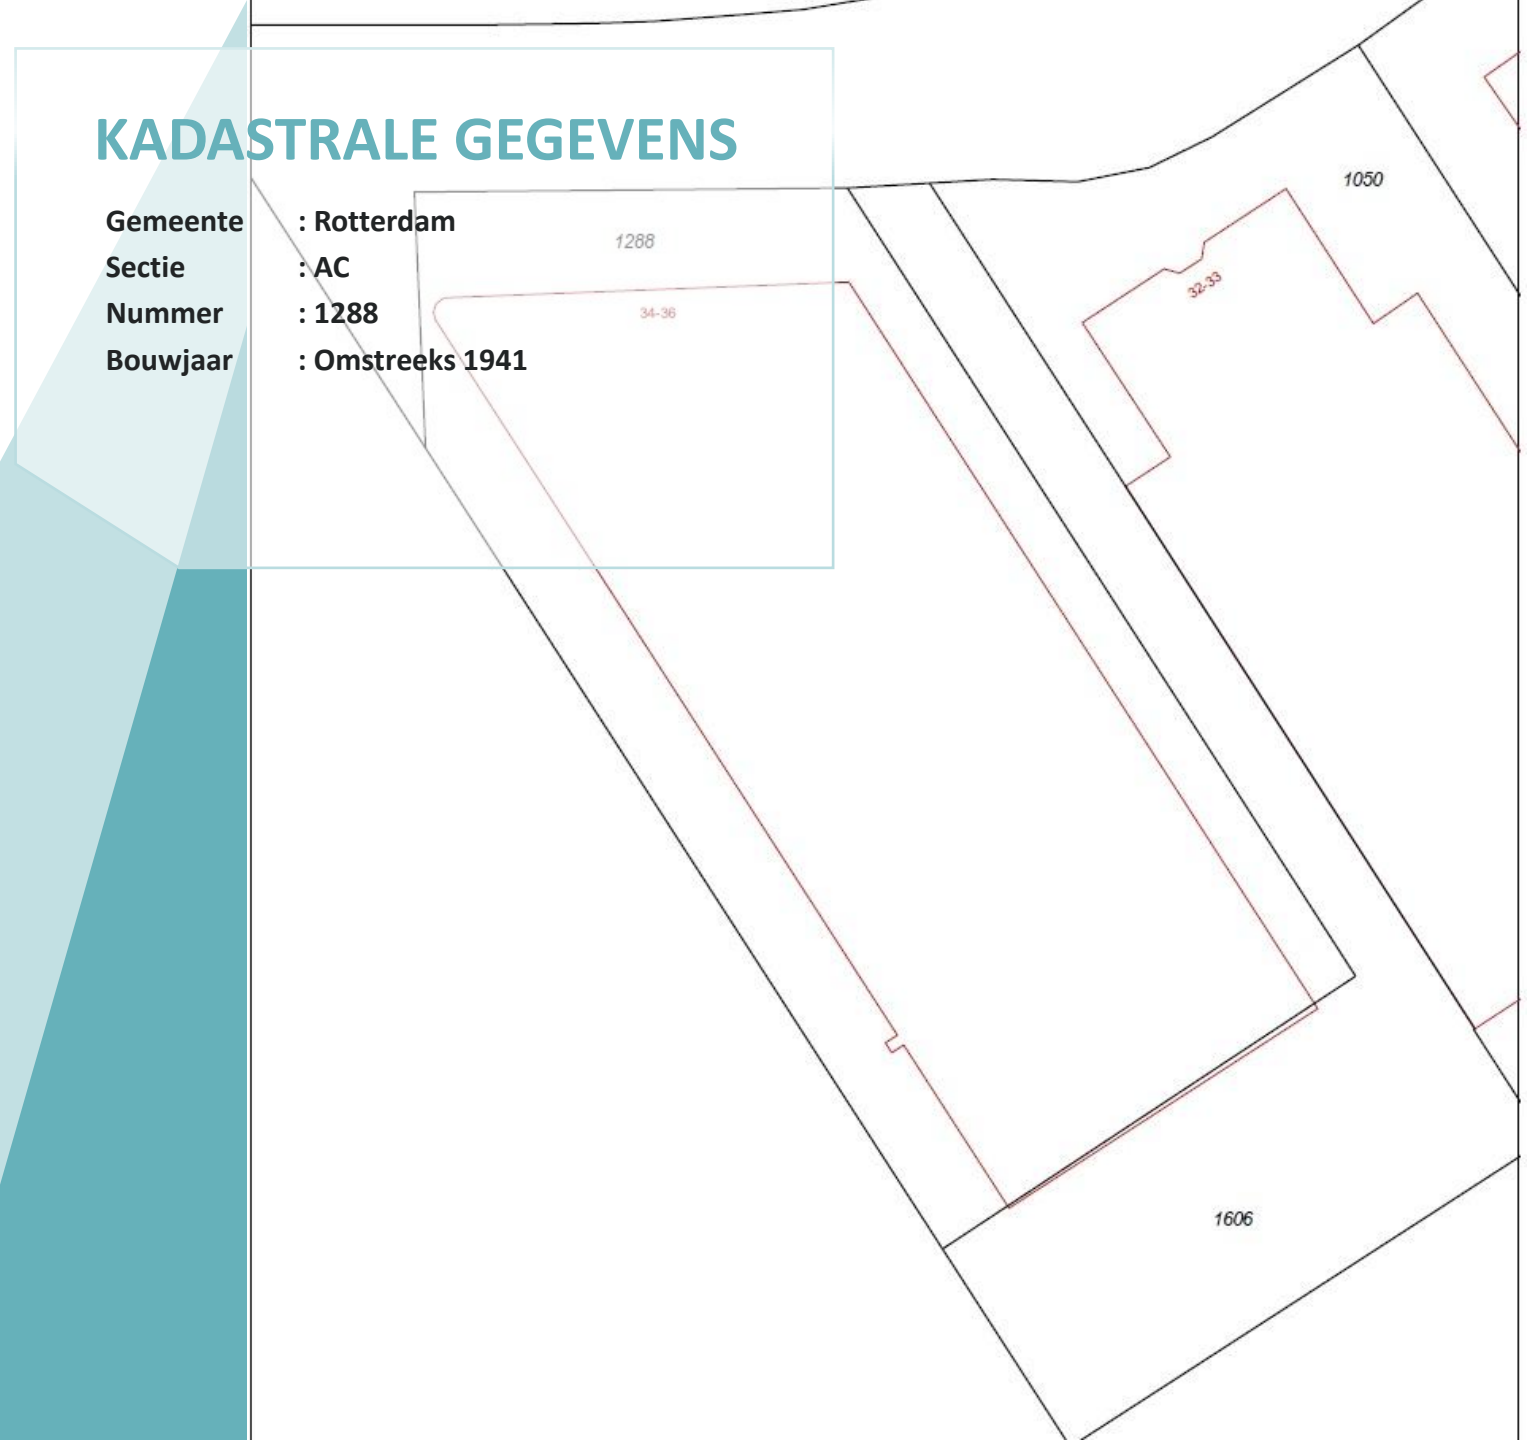 KADASTRALE GEGEVENS
Gemeente : Rotterdam
Sectie : AC
Nummer : 1288
Bouwjaar : Omstreeks 1941
1288
34-36
1050
32-33
1606